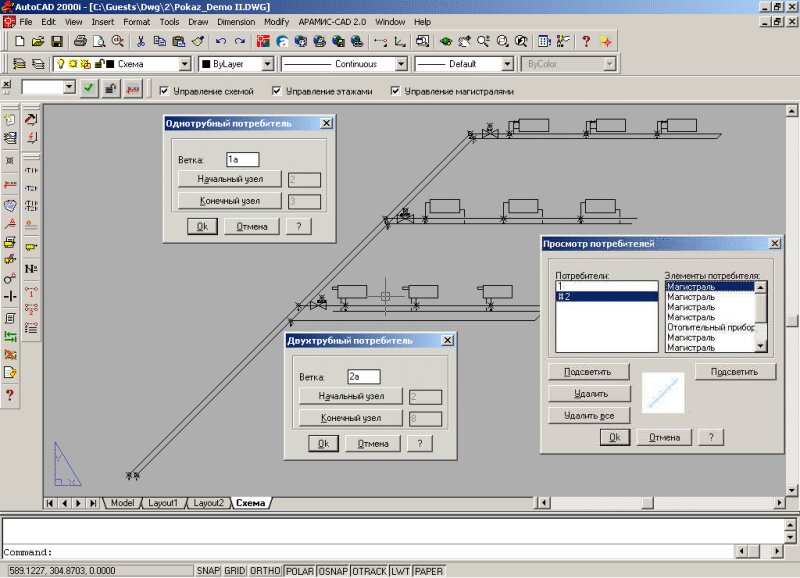 AutoCAD 2000i - [C:\Guests\Dwg\2\Pokaz_Demo II.DWG]
File Edit View Insert Format Tools Draw Dimension Modify АРАМИС-CAD 2.0 Window Help
Схема ByLayer Continuous Default ByColor
Управление схемой Управление этажами Управление магистралями
Однотрубный потребитель
Ветка: 1а
Начальный узел 2
Конечный узел 3
Ok Отмена ?
Просмотр потребителей
Потребители: Элементы потребителя:
1 Магистраль
#2 Магистраль
Магистраль
Магистраль
Отопительный прибор
Магистраль
Магистраль
Подсветить Подсветить
Удалить
Удалить все
Ok Отмена ?
Двухтрубный потребитель
Ветка: 2а
Начальный узел 2
Конечный узел 8
Ok Отмена ?
Model Layout1 Layout2 Схема
Command:
589.1227, 304.8703, 0.0000 SNAP GRID ORTHO POLAR OSNAP OTRACK LWT PAPER